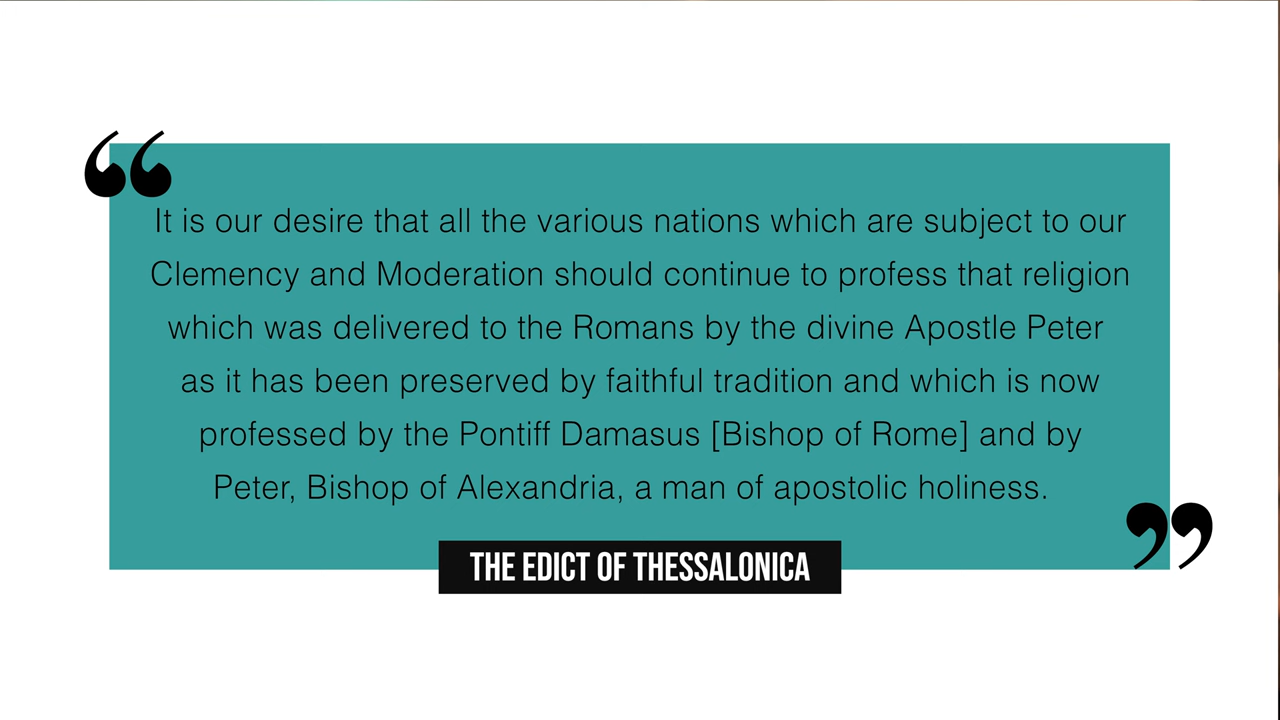 “
It is our desire that all the various nations which are subject to our
Clemency and Moderation should continue to profess that religion
which was delivered to the Romans by the divine Apostle Peter
as it has been preserved by faithful tradition and which is now
professed by the Pontiff Damasus [Bishop of Rome] and by
Peter, Bishop of Alexandria, a man of apostolic holiness.
”
THE EDICT OF THESSALONICA